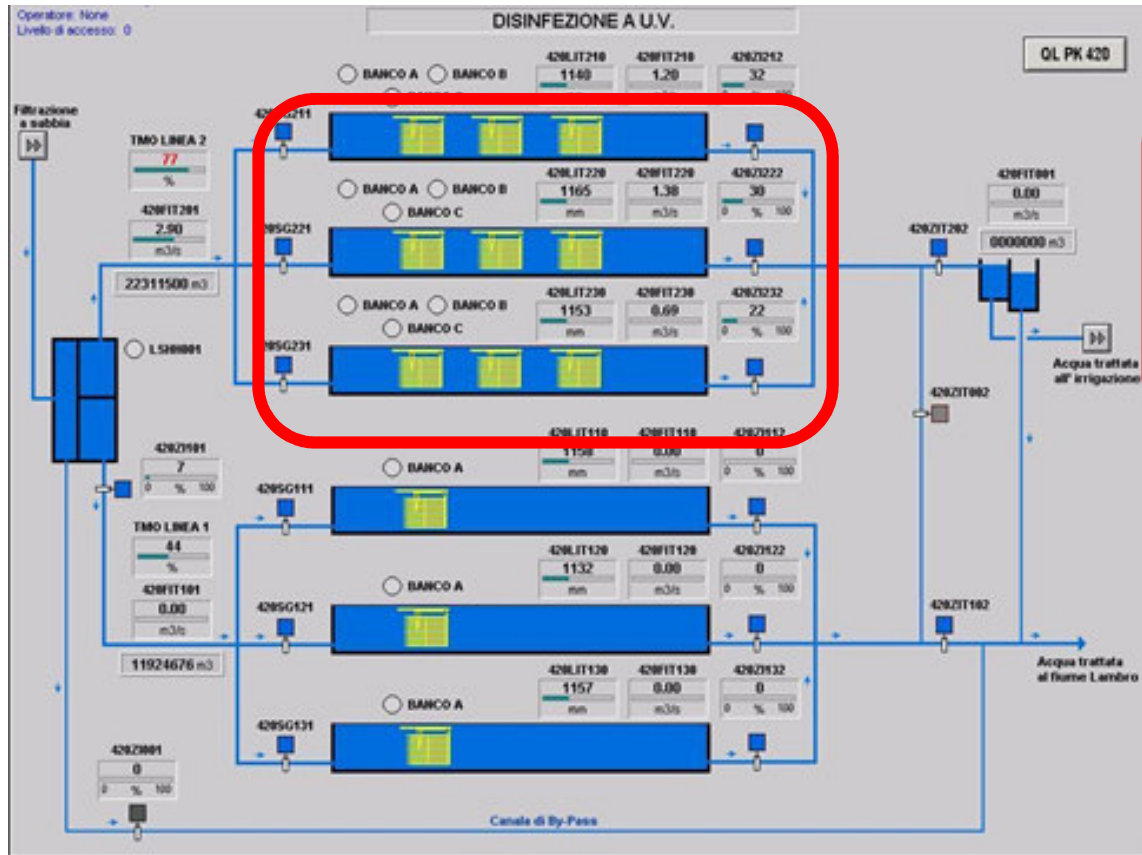 Operatore: None
Livello di accesso: 0
DISINFEZIONE A U.V.
QL PK 420
420LIT210 420FIT210 420ZI212
BANCO A BANCO B 1140 1.20 32
Filtrazione
a sabbia
TMO LINEA 2
77
%
420FIT201
2.90
m3/s
22311500 m3
420LIT220 420FIT220 420ZI222
BANCO A BANCO B 1165 1.38 30
BANCO C mm m3/s 0 % 100
420FIT001
0.00
m3/s
0000000 m3
420ZIT202
420LIT230 420FIT230 420ZI232
BANCO A BANCO B 1153 0.69 22
BANCO C mm m3/s 0 % 100
LSHH001
Acqua trattata
all' irrigazione
420ZIT002
420ZI101
7
0 % 100
420LIT110 420FIT110 420ZI112
BANCO A 1158 0.00 0
mm m3/s 0 % 100
420SG111
TMO LINEA 1
44
%
420FIT101
0.00
m3/s
11924676 m3
420LIT120 420FIT120 420ZI122
BANCO A 1132 0.00 0
mm m3/s 0 % 100
420SG121
420ZIT102
Acqua trattata
al fiume Lambro
420LIT130 420FIT130 420ZI132
BANCO A 1157 0.00 0
mm m3/s 0 % 100
420SG131
420ZI001
0
0 % 100
Canale di By-Pass